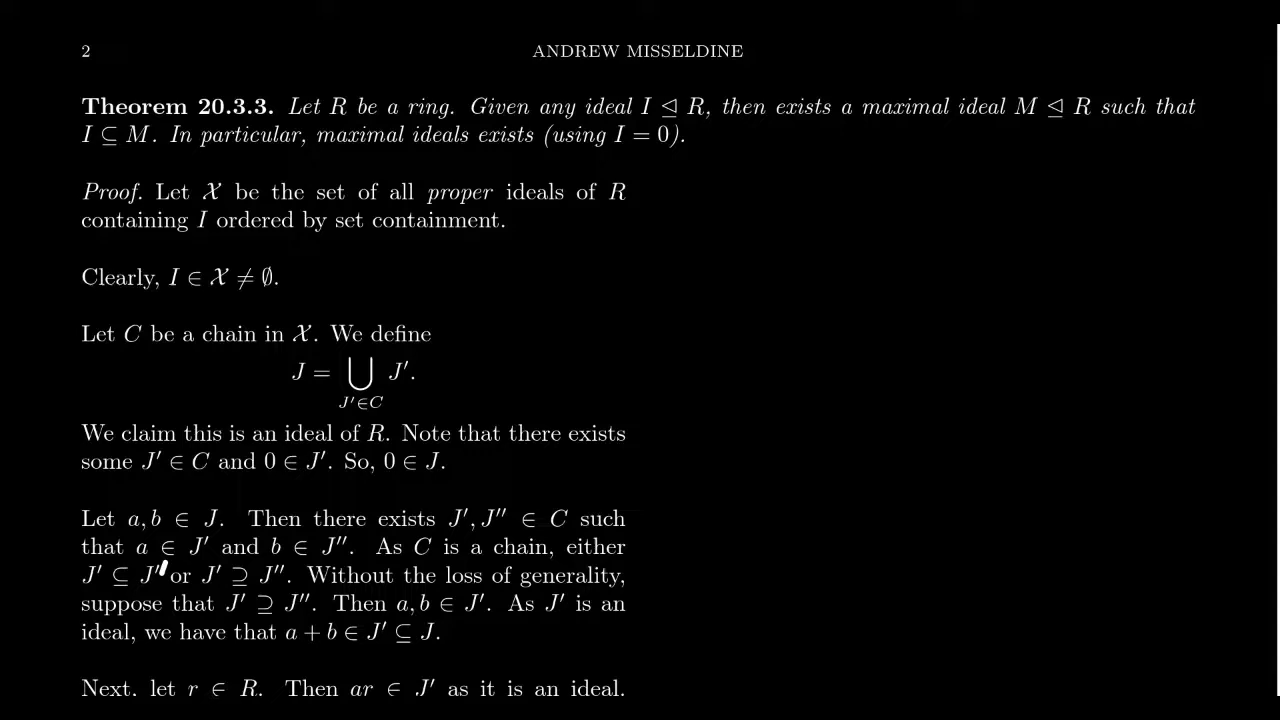 2 ANDREW MISSELDINE
Theorem 20.3.3. Let R be a ring. Given any ideal I ⊴ R, then exists a maximal ideal M ⊴ R such that
I ⊆ M. In particular, maximal ideals exists (using I = 0).
Proof. Let 𝒳 be the set of all proper ideals of R
containing I ordered by set containment.
Clearly, I ∈ 𝒳 ≠ ∅.
Let C be a chain in 𝒳. We define
J = ⋃ J′.
J′∈C
We claim this is an ideal of R. Note that there exists
some J′ ∈ C and 0 ∈ J′. So, 0 ∈ J.
Let a, b ∈ J. Then there exists J′, J′′ ∈ C such
that a ∈ J′ and b ∈ J′′. As C is a chain, either
J′ ⊆ J′′ or J′ ⊇ J′′. Without the loss of generality,
suppose that J′ ⊇ J′′. Then a, b ∈ J′. As J′ is an
ideal, we have that a + b ∈ J′ ⊆ J.
Next. let r ∈ R. Then ar ∈ J′ as it is an ideal.